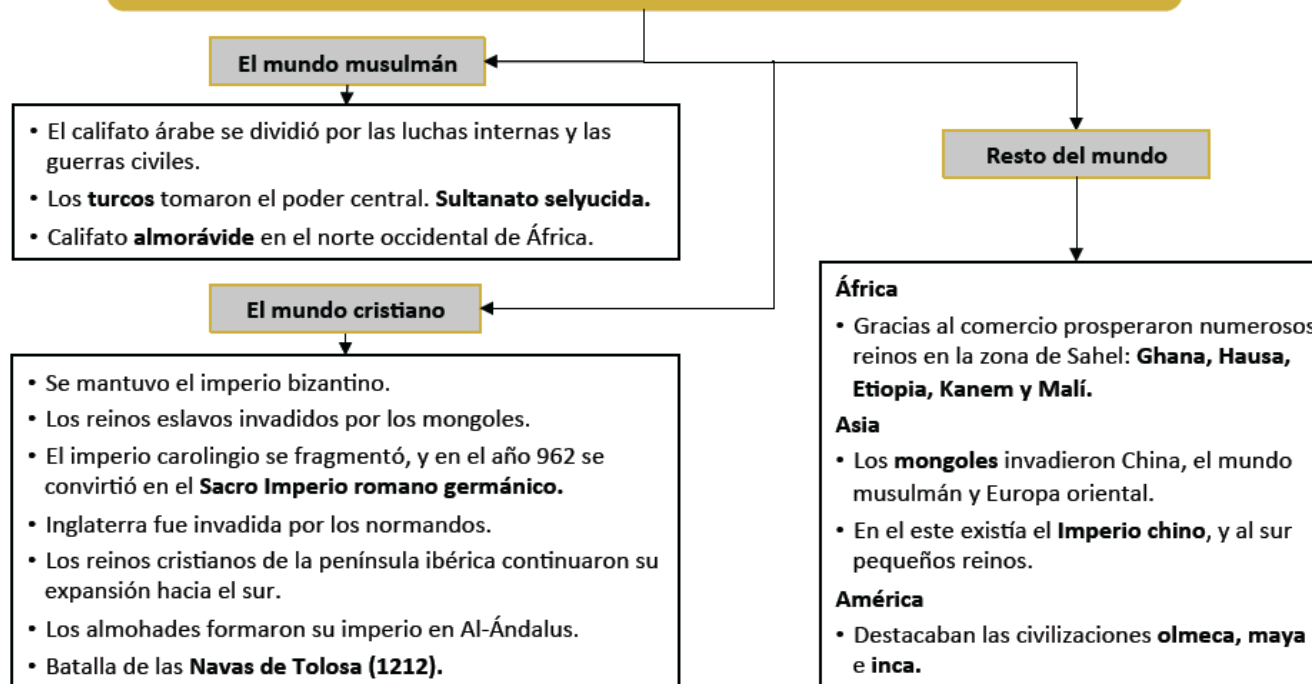 El mundo musulmán
• El califato árabe se dividió por las luchas internas y las
guerras civiles.
• Los turcos tomaron el poder central. Sultanato selyucida.
• Califato almorávide en el norte occidental de África.
El mundo cristiano
• Se mantuvo el imperio bizantino.
• Los reinos eslavos invadidos por los mongoles.
• El imperio carolingio se fragmentó, y en el año 962 se
convirtió en el Sacro Imperio romano germánico.
• Inglaterra fue invadida por los normandos.
• Los reinos cristianos de la península ibérica continuaron su
expansión hacia el sur.
• Los almohades formaron su imperio en Al-Ándalus.
• Batalla de las Navas de Tolosa (1212).
Resto del mundo
África
• Gracias al comercio prosperaron numerosos
reinos en la zona de Sahel: Ghana, Hausa,
Etiopia, Kanem y Malí.
Asia
• Los mongoles invadieron China, el mundo
musulmán y Europa oriental.
• En el este existía el Imperio chino, y al sur
pequeños reinos.
América
• Destacaban las civilizaciones olmeca, maya
e inca.